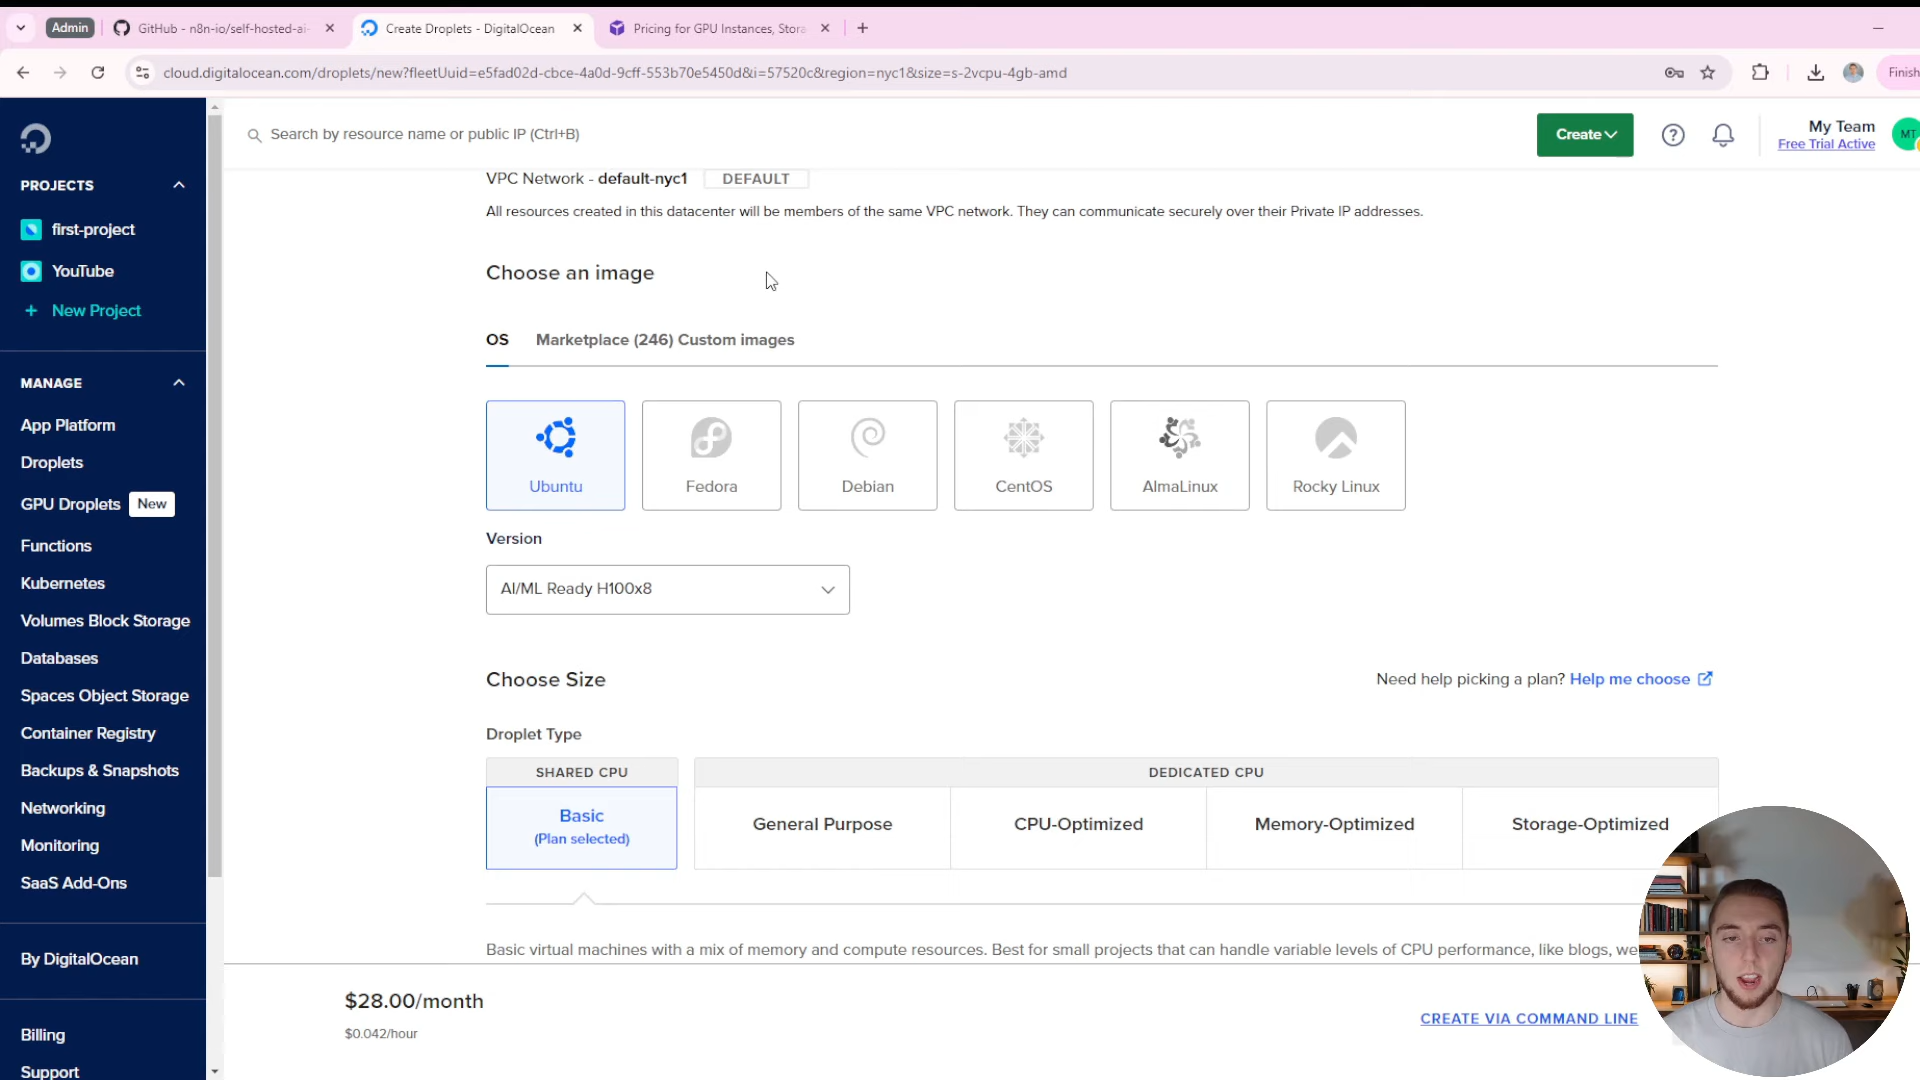 Admin
GitHub - n8n-io/self-hosted-ai-
Create Droplets - DigitalOcean
Pricing for GPU Instances, Stora
cloud.digitalocean.com/droplets/new?fleetUuid=e5fad02d-cbce-4a0d-9cff-553b70e5450d&i=57520c&region=nyc1&size=s-2vcpu-4gb-amd
Finish
Search by resource name or public IP (Ctrl+B)
Create
My Team
Free Trial Active
MT
PROJECTS
first-project
YouTube
+ New Project
MANAGE
App Platform
Droplets
GPU Droplets New
Functions
Kubernetes
Volumes Block Storage
Databases
Spaces Object Storage
Container Registry
Backups & Snapshots
Networking
Monitoring
SaaS Add-Ons
By DigitalOcean
Billing
Support
VPC Network - default-nyc1 DEFAULT
All resources created in this datacenter will be members of the same VPC network. They can communicate securely over their Private IP addresses.
Choose an image
OS Marketplace (246) Custom images
Ubuntu
Fedora
Debian
CentOS
AlmaLinux
Rocky Linux
Version
AI/ML Ready H100x8
Choose Size
Need help picking a plan? Help me choose
Droplet Type
SHARED CPU
DEDICATED CPU
Basic
(Plan selected)
General Purpose
CPU-Optimized
Memory-Optimized
Storage-Optimized
Basic virtual machines with a mix of memory and compute resources. Best for small projects that can handle variable levels of CPU performance, like blogs, we
$28.00/month
$0.042/hour
CREATE VIA COMMAND LINE